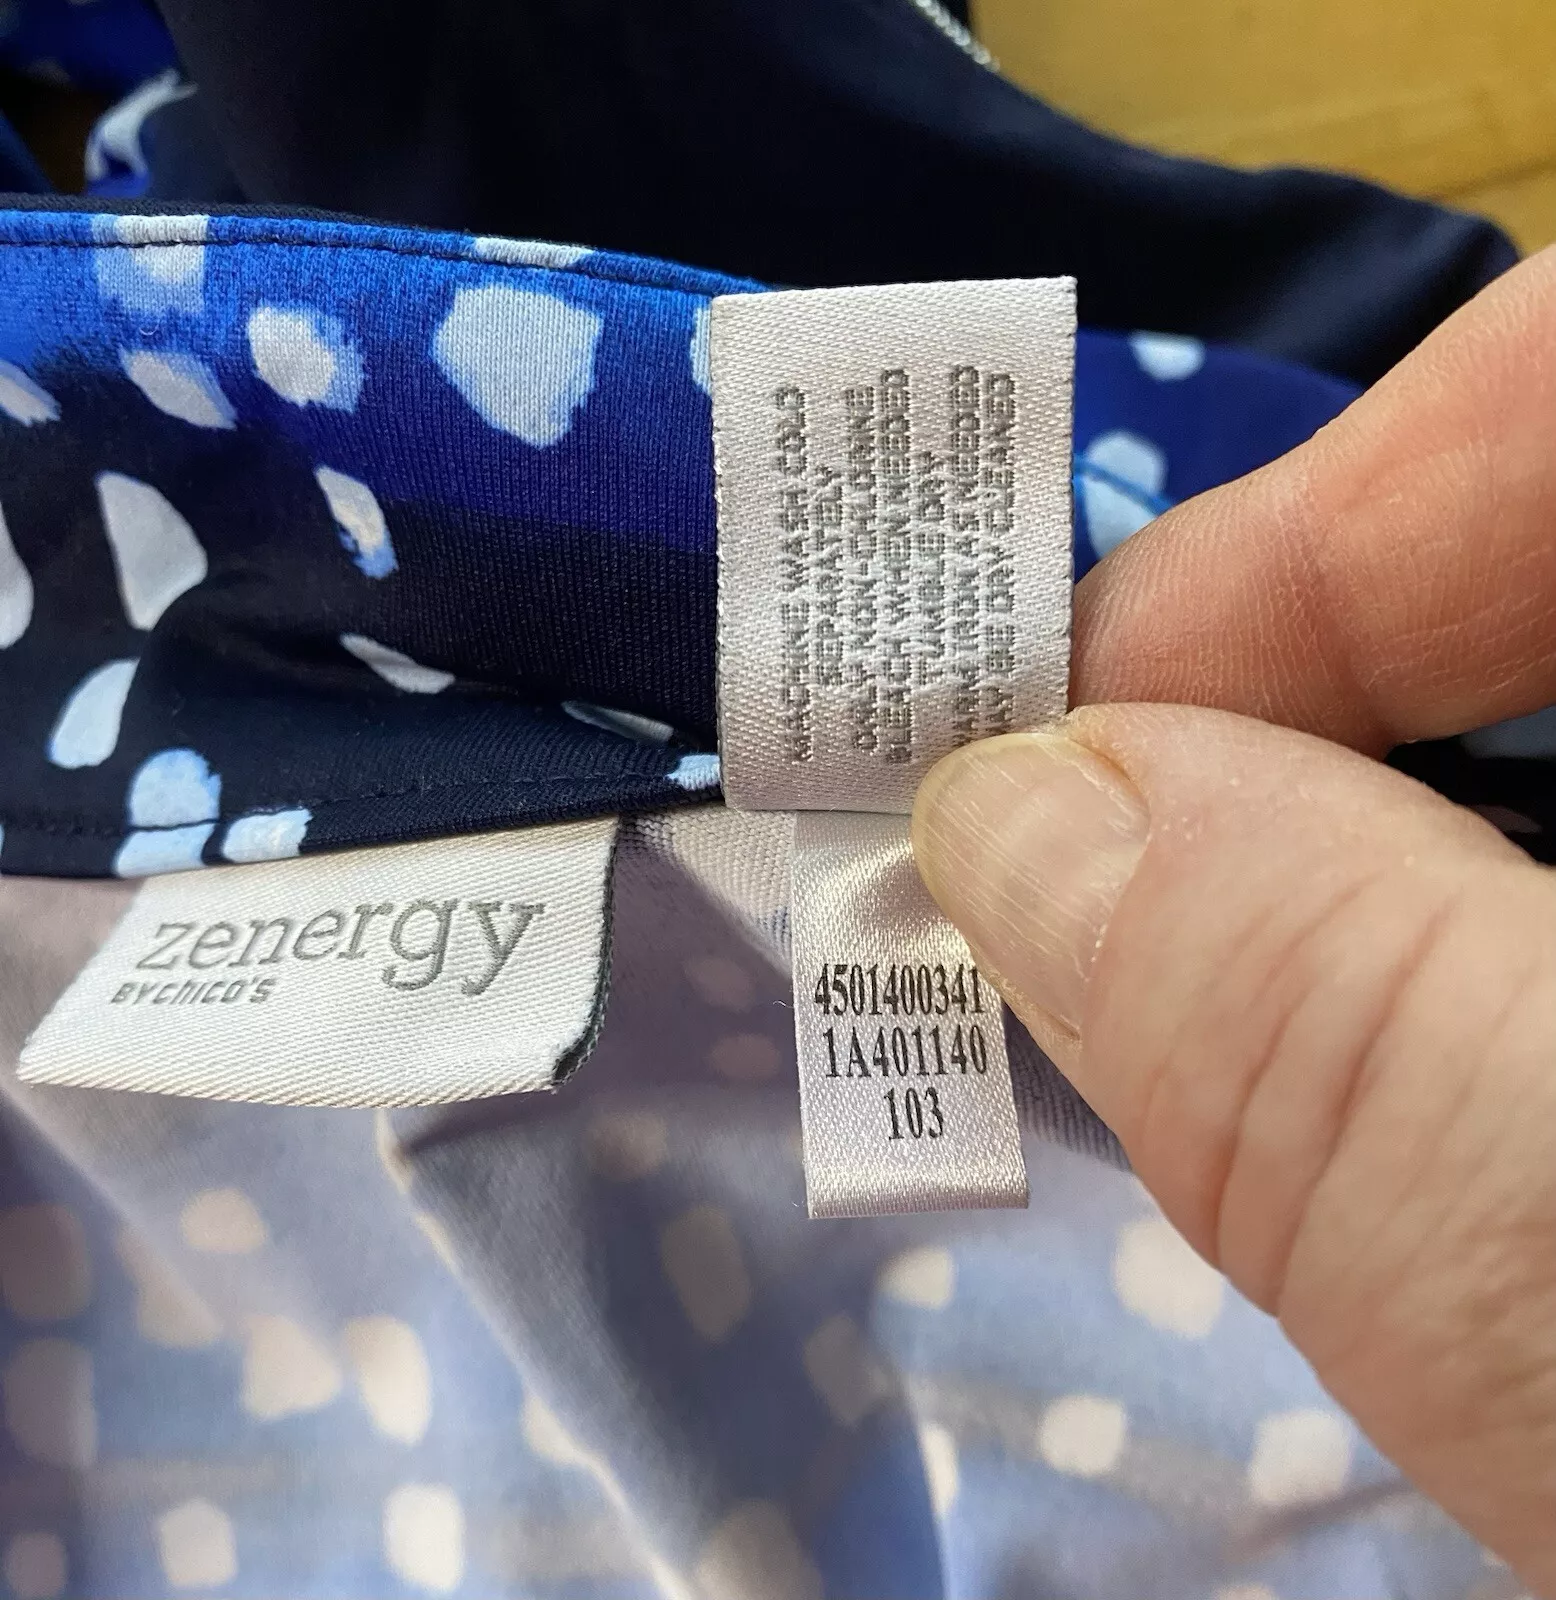 MACHINE WASH COLD
SEPARATELY
ONLY NON-CHLORINE
BLEACH WHEN NEEDED
TUMBLE DRY
WARM IRON AS NEEDED
MAY BE DRY CLEANED
zenergy
BY CHICO'S
4501400341
1A401140
103